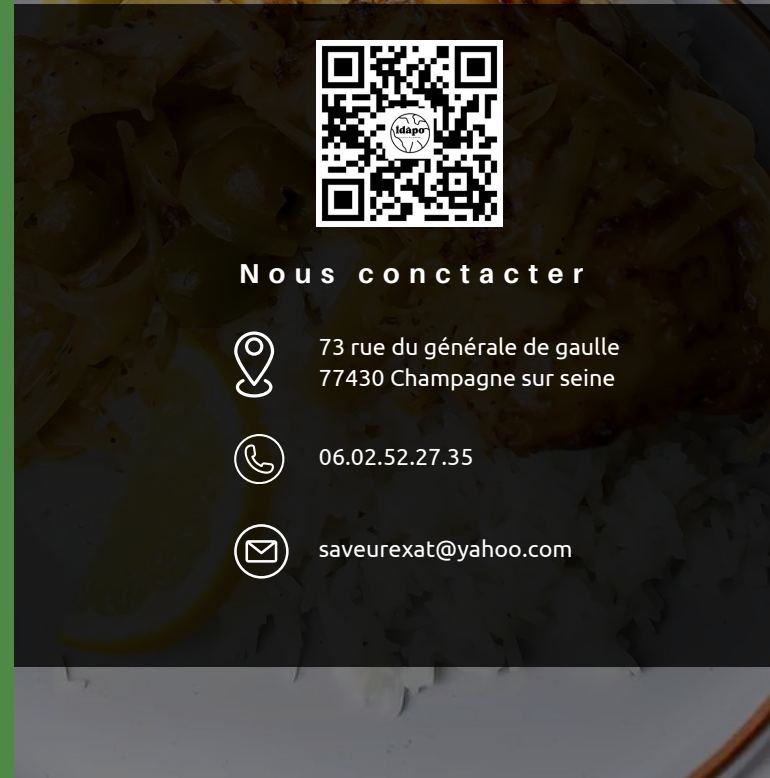 idapo
Nous conctacter
73 rue du générale de gaulle
77430 Champagne sur seine
06.02.52.27.35
saveurexat@yahoo.com